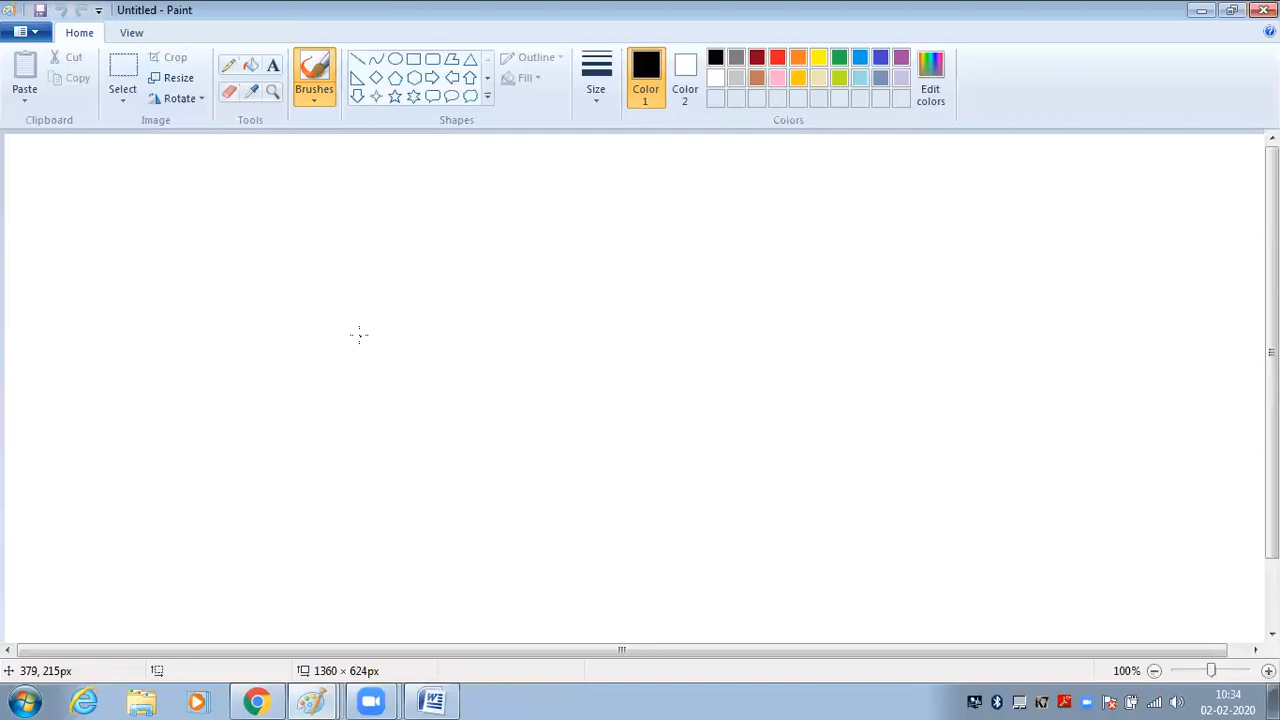 Untitled - Paint
Home View
Paste
Cut
Copy
Clipboard
Select
Crop
Resize
Rotate
Image
Tools
Brushes
Outline
Fill
Shapes
Size
Color 1
Color 2
Edit colors
Colors
379, 215px
1360 × 624px
100%
10:34
02-02-2020